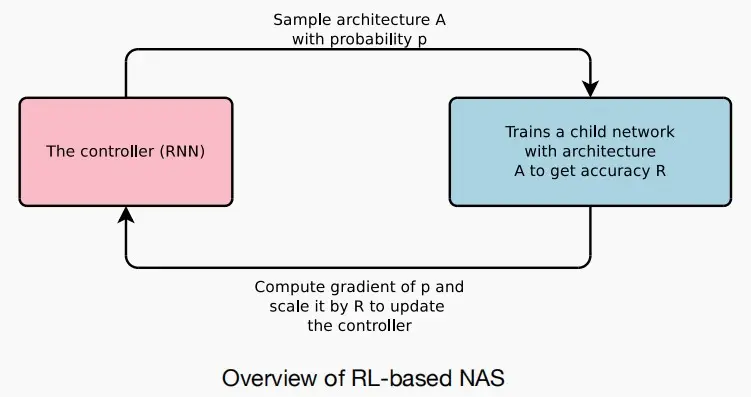 Sample architecture A
with probability p
The controller (RNN)
Trains a child network
with architecture
A to get accuracy R
Compute gradient of p and
scale it by R to update
the controller
Overview of RL-based NAS